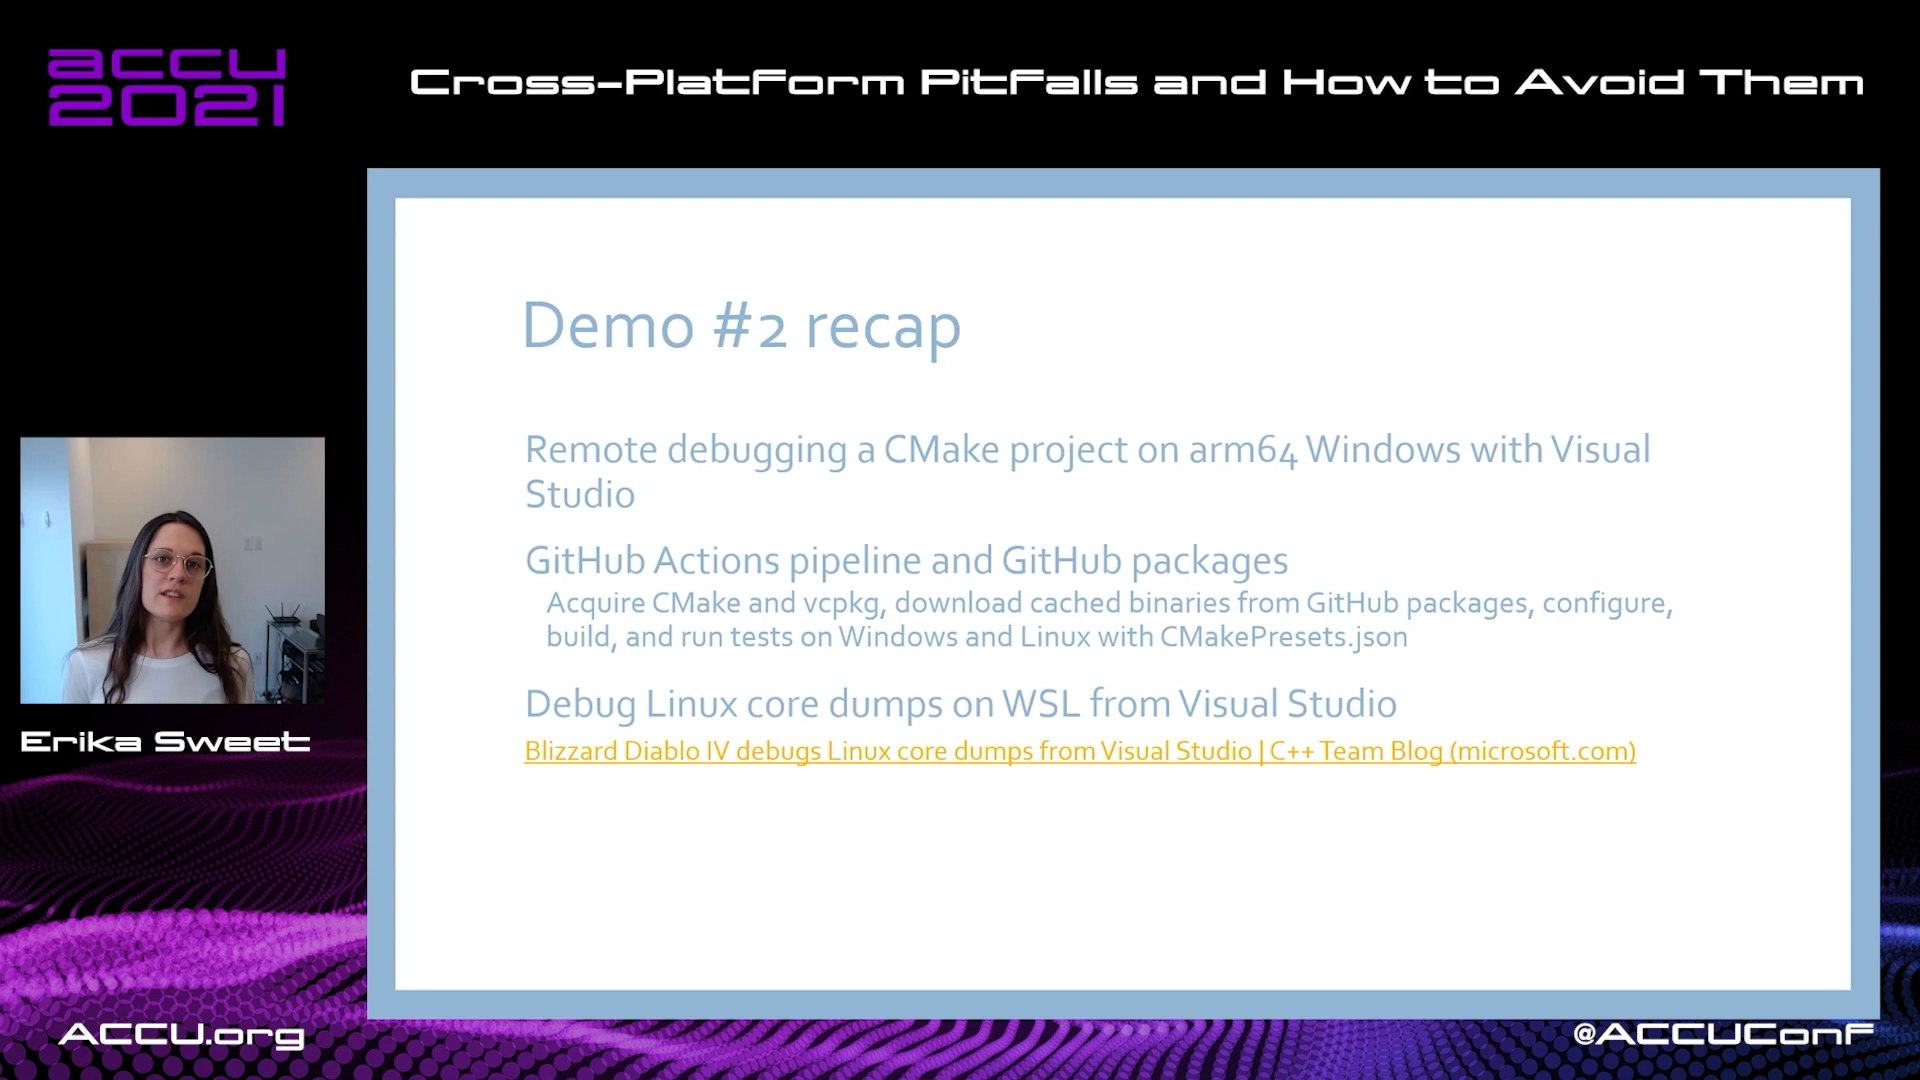 accu
2021
Cross-Platform Pitfalls and How to Avoid Them
Demo #2 recap
Remote debugging a CMake project on arm64 Windows with Visual
Studio
GitHub Actions pipeline and GitHub packages
Acquire CMake and vcpkg, download cached binaries from GitHub packages, configure,
build, and run tests on Windows and Linux with CMakePresets.json
Debug Linux core dumps on WSL from Visual Studio
Blizzard Diablo IV debugs Linux core dumps from Visual Studio | C++ Team Blog (microsoft.com)
Erika Sweet
ACCU.org
@ACCUConf